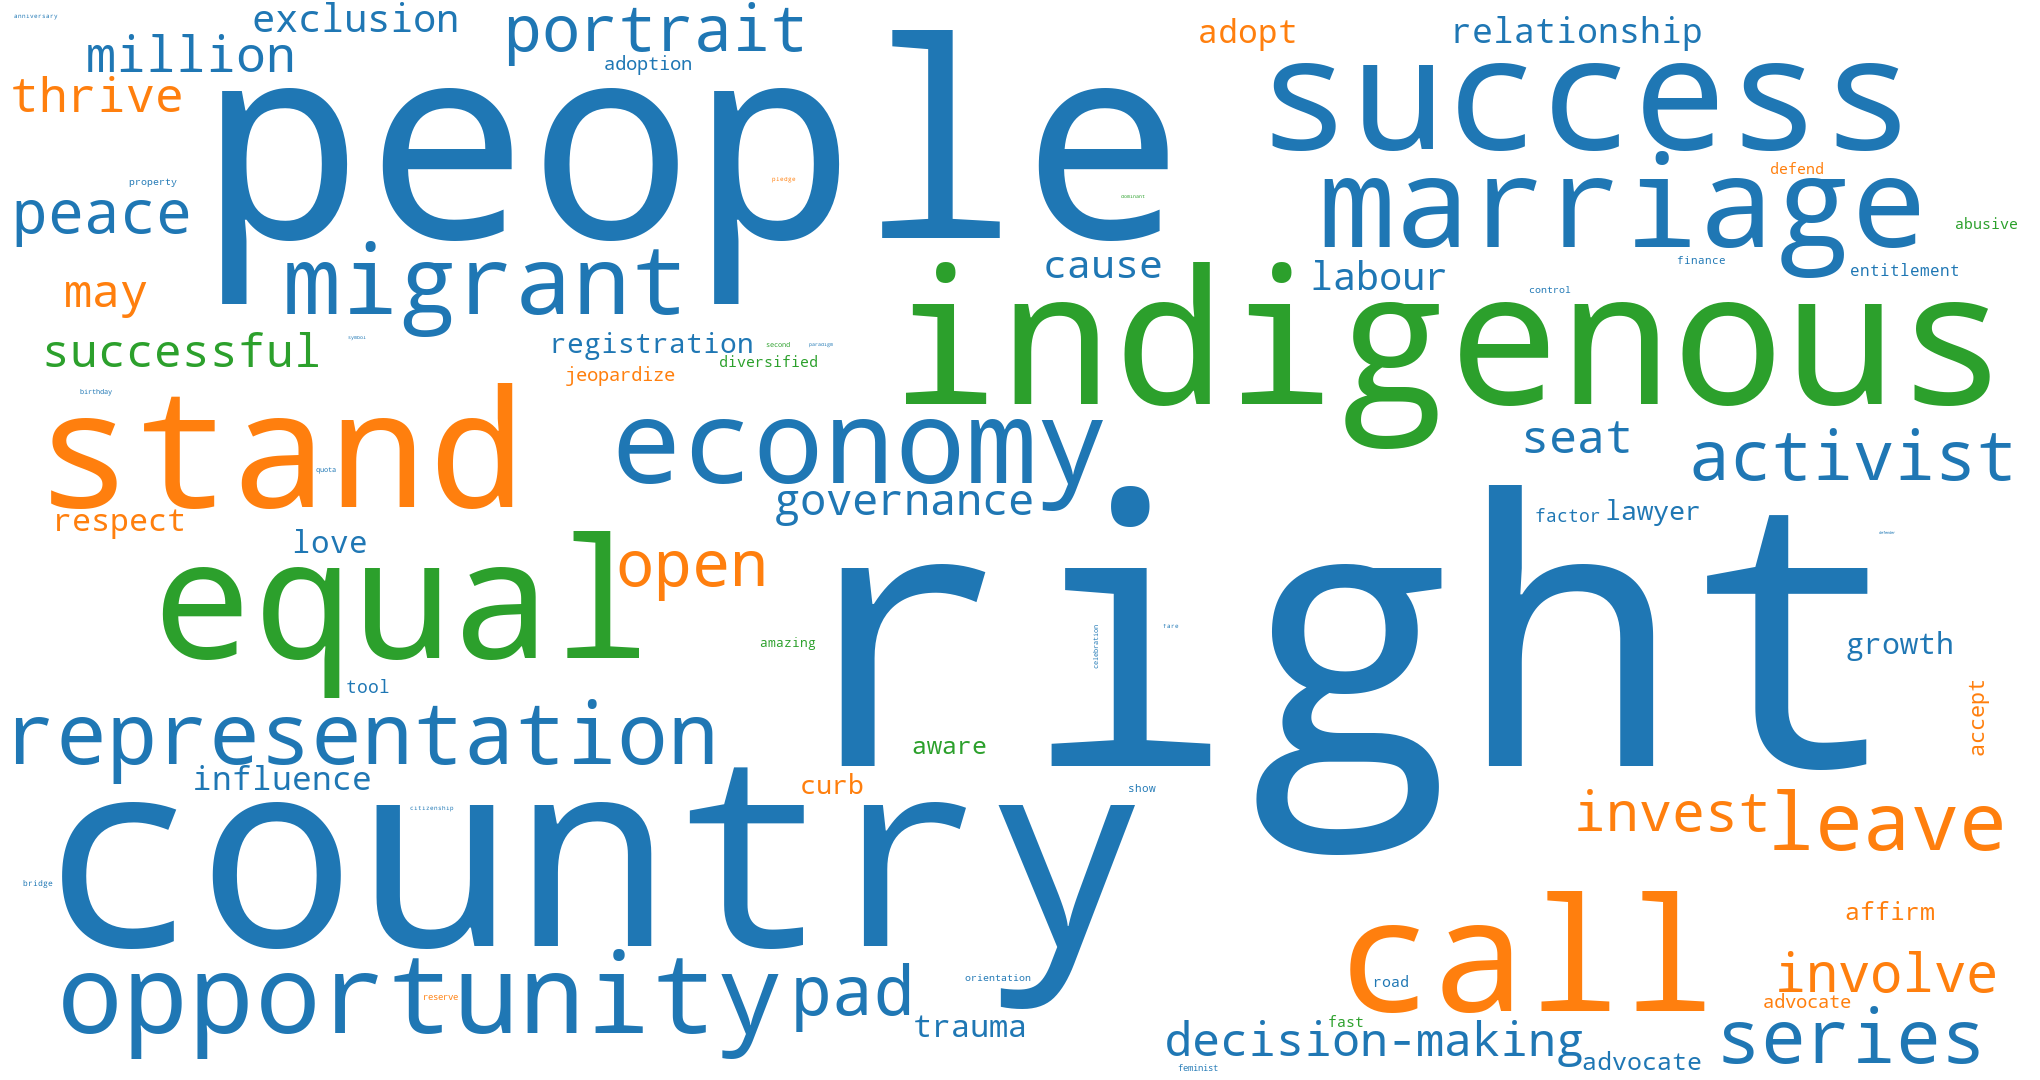 anniversary
exclusion
portrait
adopt
relationship
million
adoption
success
thrive
people
property
pledge
dominant
marriage
defend
peace
abusive
migrant
cause
labour
finance
entitlement
may
control
indigenous
successful
symbol
registration
second
paradigm
diversified
jeopardize
birthday
stand
quota
economy
seat
activist
governance
respect
factor
lawyer
defender
love
open
equal
right
amazing
celebration
fare
growth
tool
accept
representation
aware
influence
curb
show
citizenship
country
invest
leave
bridge
call
affirm
opportunity
reserve
pad
orientation
road
involve
advocate
trauma
fast
decision-making
series
advocate
feminist